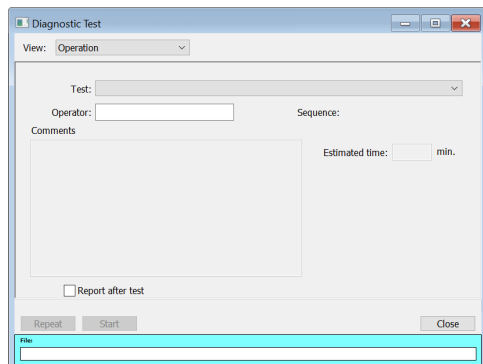 Diagnostic Test
View: Operation
Test:
Operator: Sequence:
Comments
Estimated time: min.
Report after test
Repeat Start Close
File: